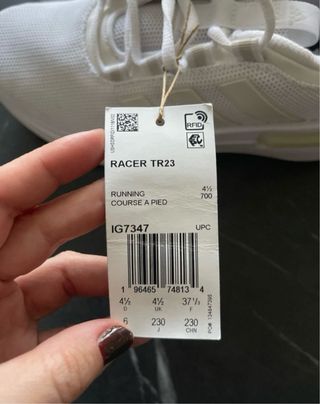 RFID
RACER TR23
RUNNING 4½
COURSE A PIED 700
IG7347 UPC
1 96465 74813 4
4½ 4½ 37⅓
D UK F
6 230 230
J CHN